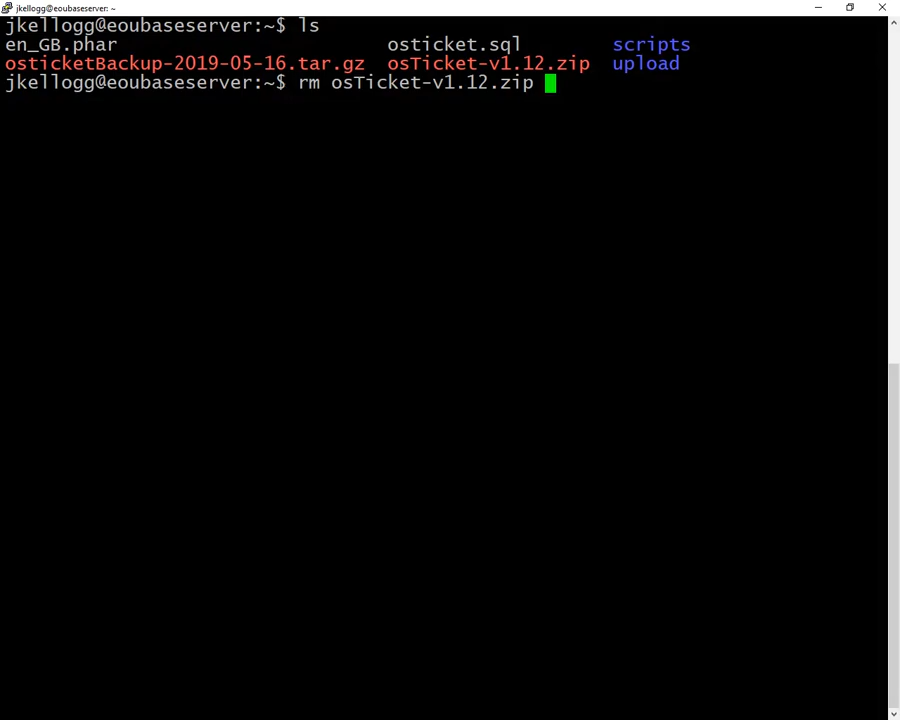 jkellogg@eoubaseserver: ~
jkellogg@eoubaseserver:~$ ls
en_GB.phar osticket.sql scripts
osticketBackup-2019-05-16.tar.gz osTicket-v1.12.zip upload
jkellogg@eoubaseserver:~$ rm osTicket-v1.12.zip